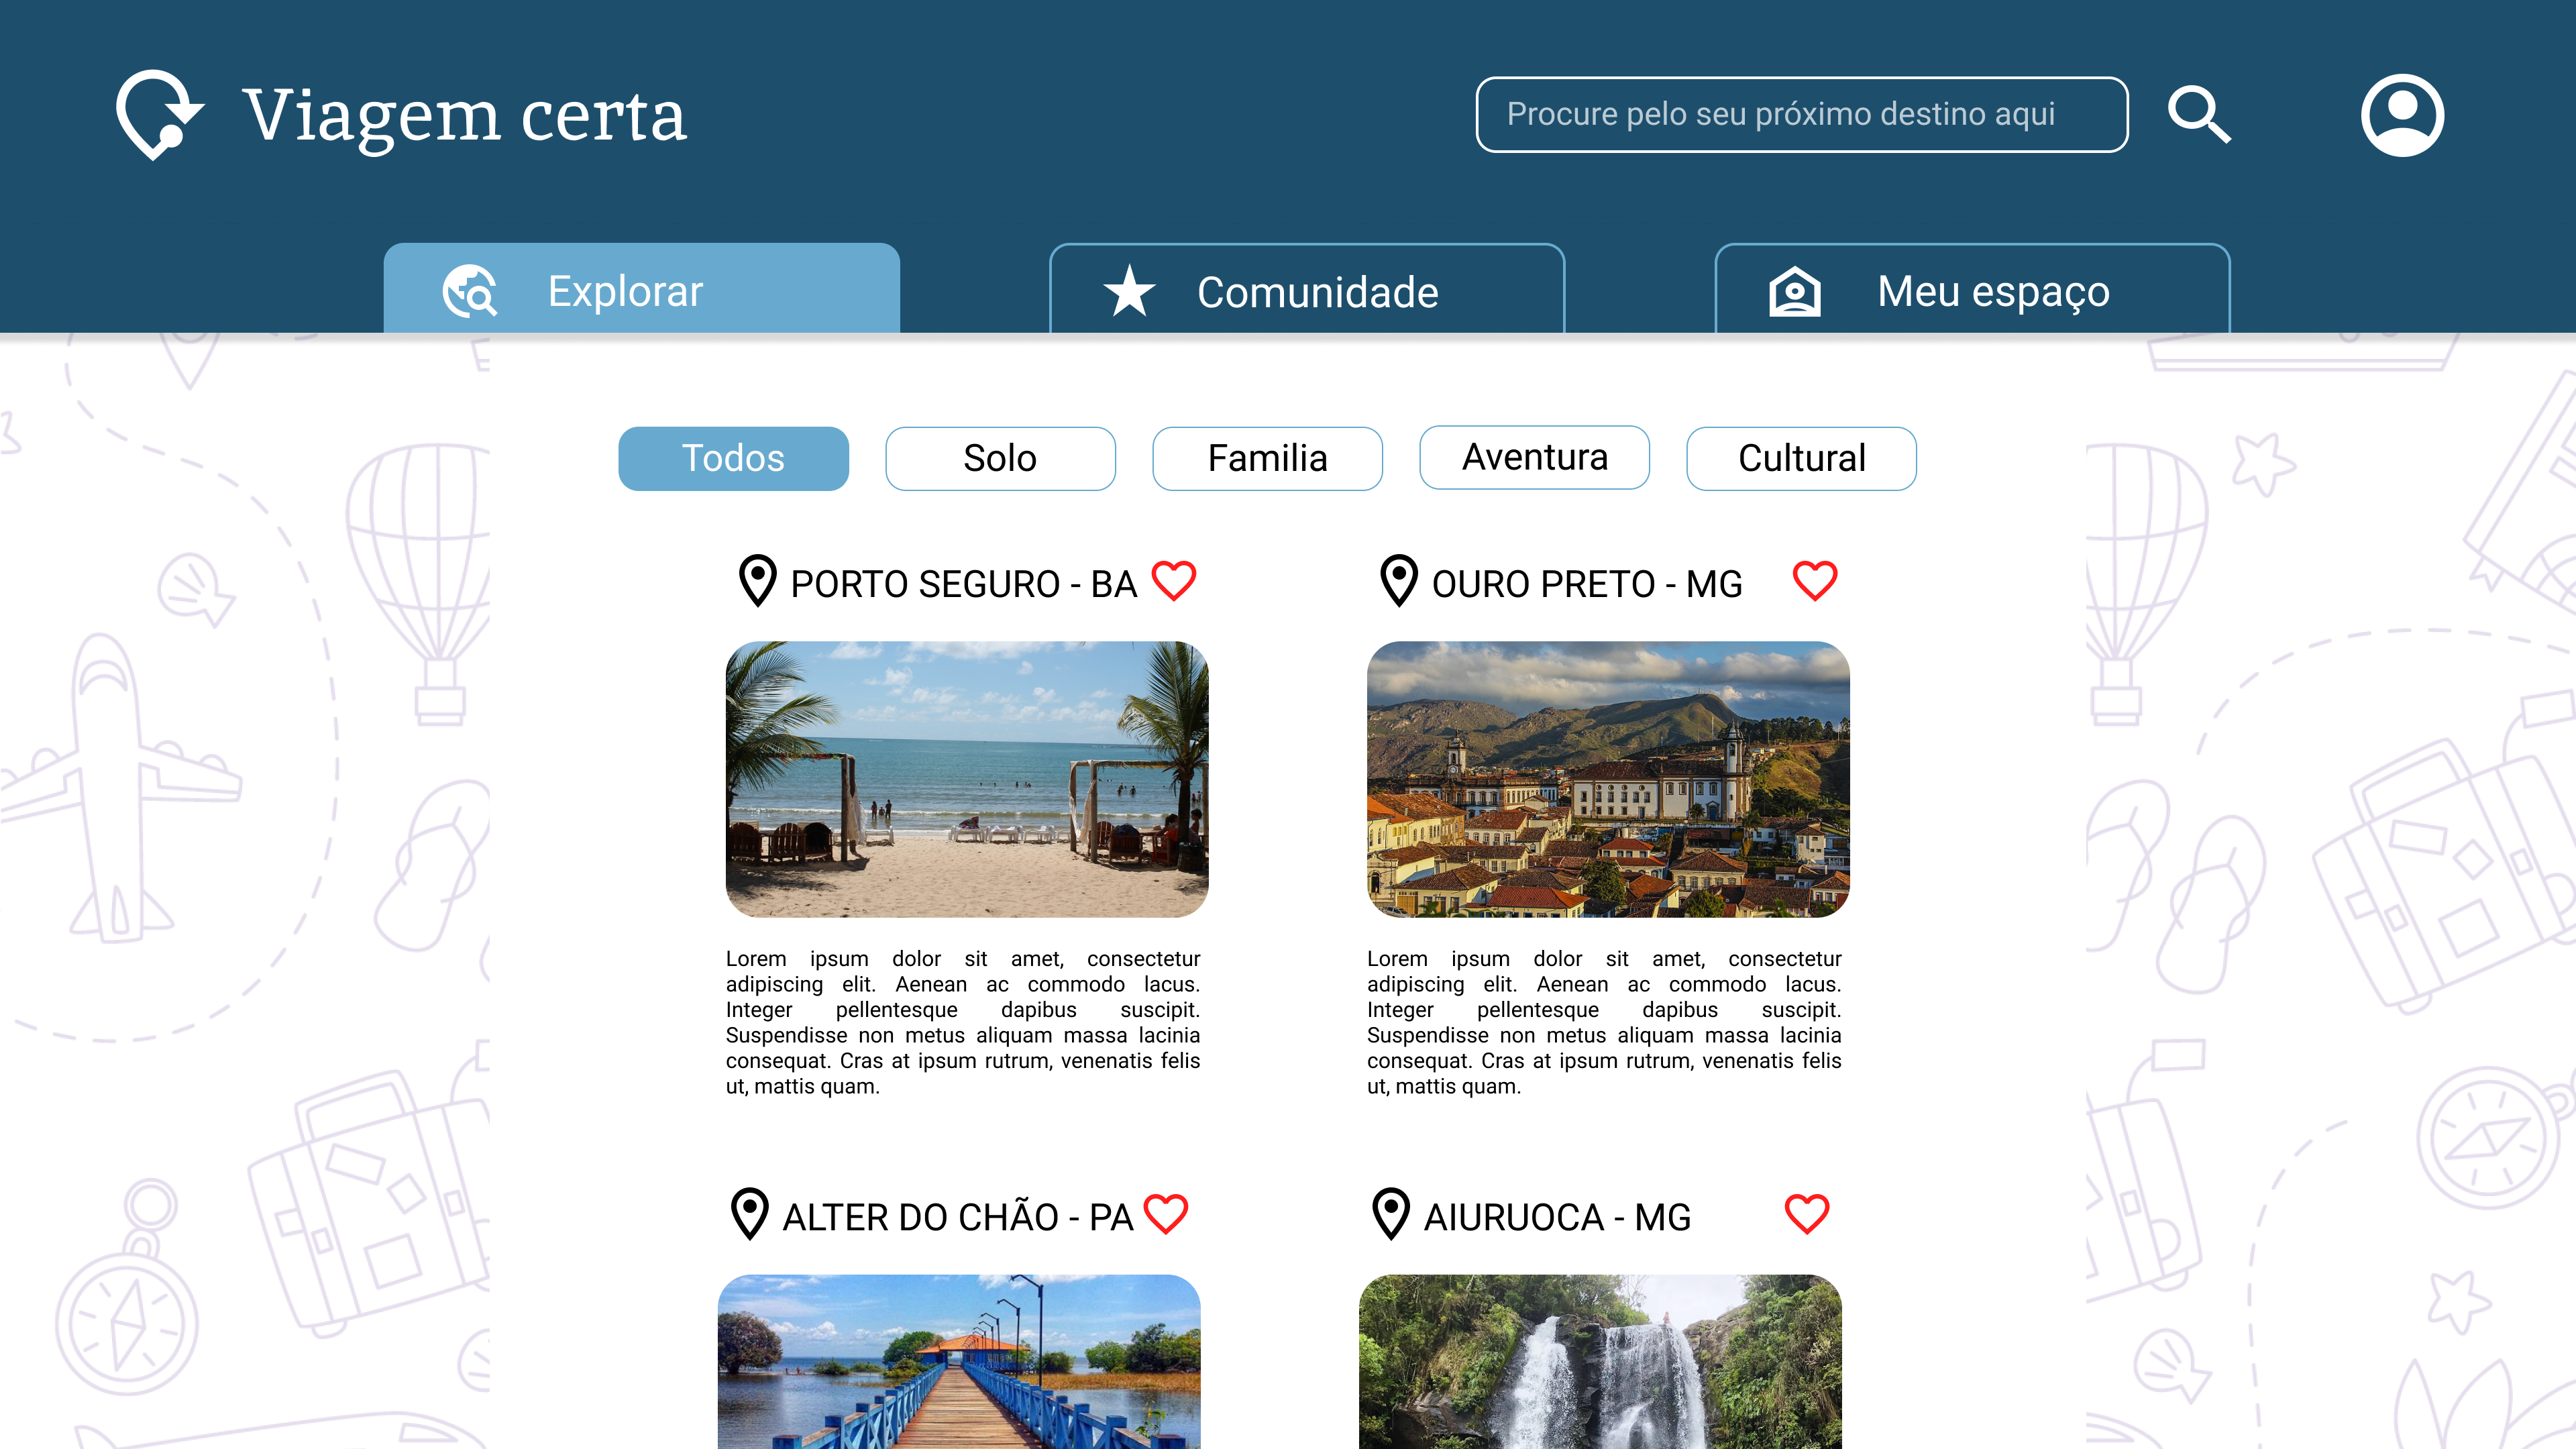 Viagem certa
Procure pelo seu próximo destino aqui
Explorar
Comunidade
Meu espaço
Todos
Solo
Familia
Aventura
Cultural
PORTO SEGURO - BA
Lorem ipsum dolor sit amet, consectetur
adipiscing elit. Aenean ac commodo lacus.
Integer pellentesque dapibus suscipit.
Suspendisse non metus aliquam massa lacinia
consequat. Cras at ipsum rutrum, venenatis felis
ut, mattis quam.
OURO PRETO - MG
Lorem ipsum dolor sit amet, consectetur
adipiscing elit. Aenean ac commodo lacus.
Integer pellentesque dapibus suscipit.
Suspendisse non metus aliquam massa lacinia
consequat. Cras at ipsum rutrum, venenatis felis
ut, mattis quam.
ALTER DO CHÃO - PA
AIURUOCA - MG